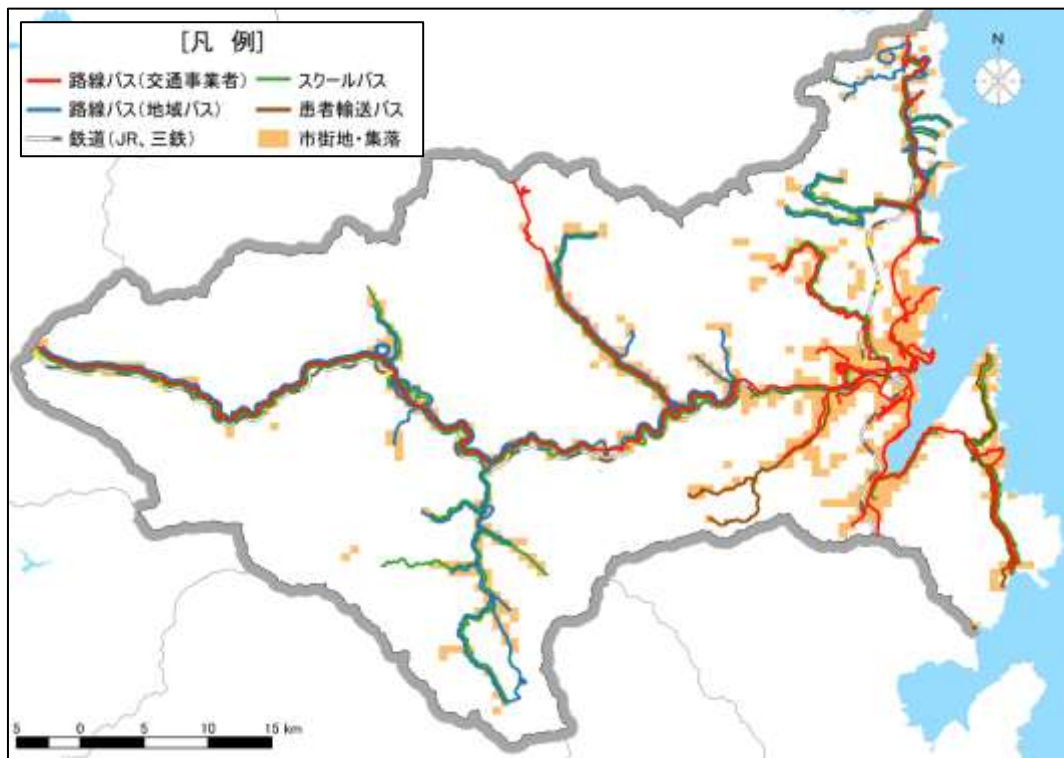 [凡 例]
路線バス(交通事業者)
スクールバス
路線バス(地域バス)
患者輸送バス
鉄道(JR、三鉄)
市街地・集落
N
5 0 5 10 15 km